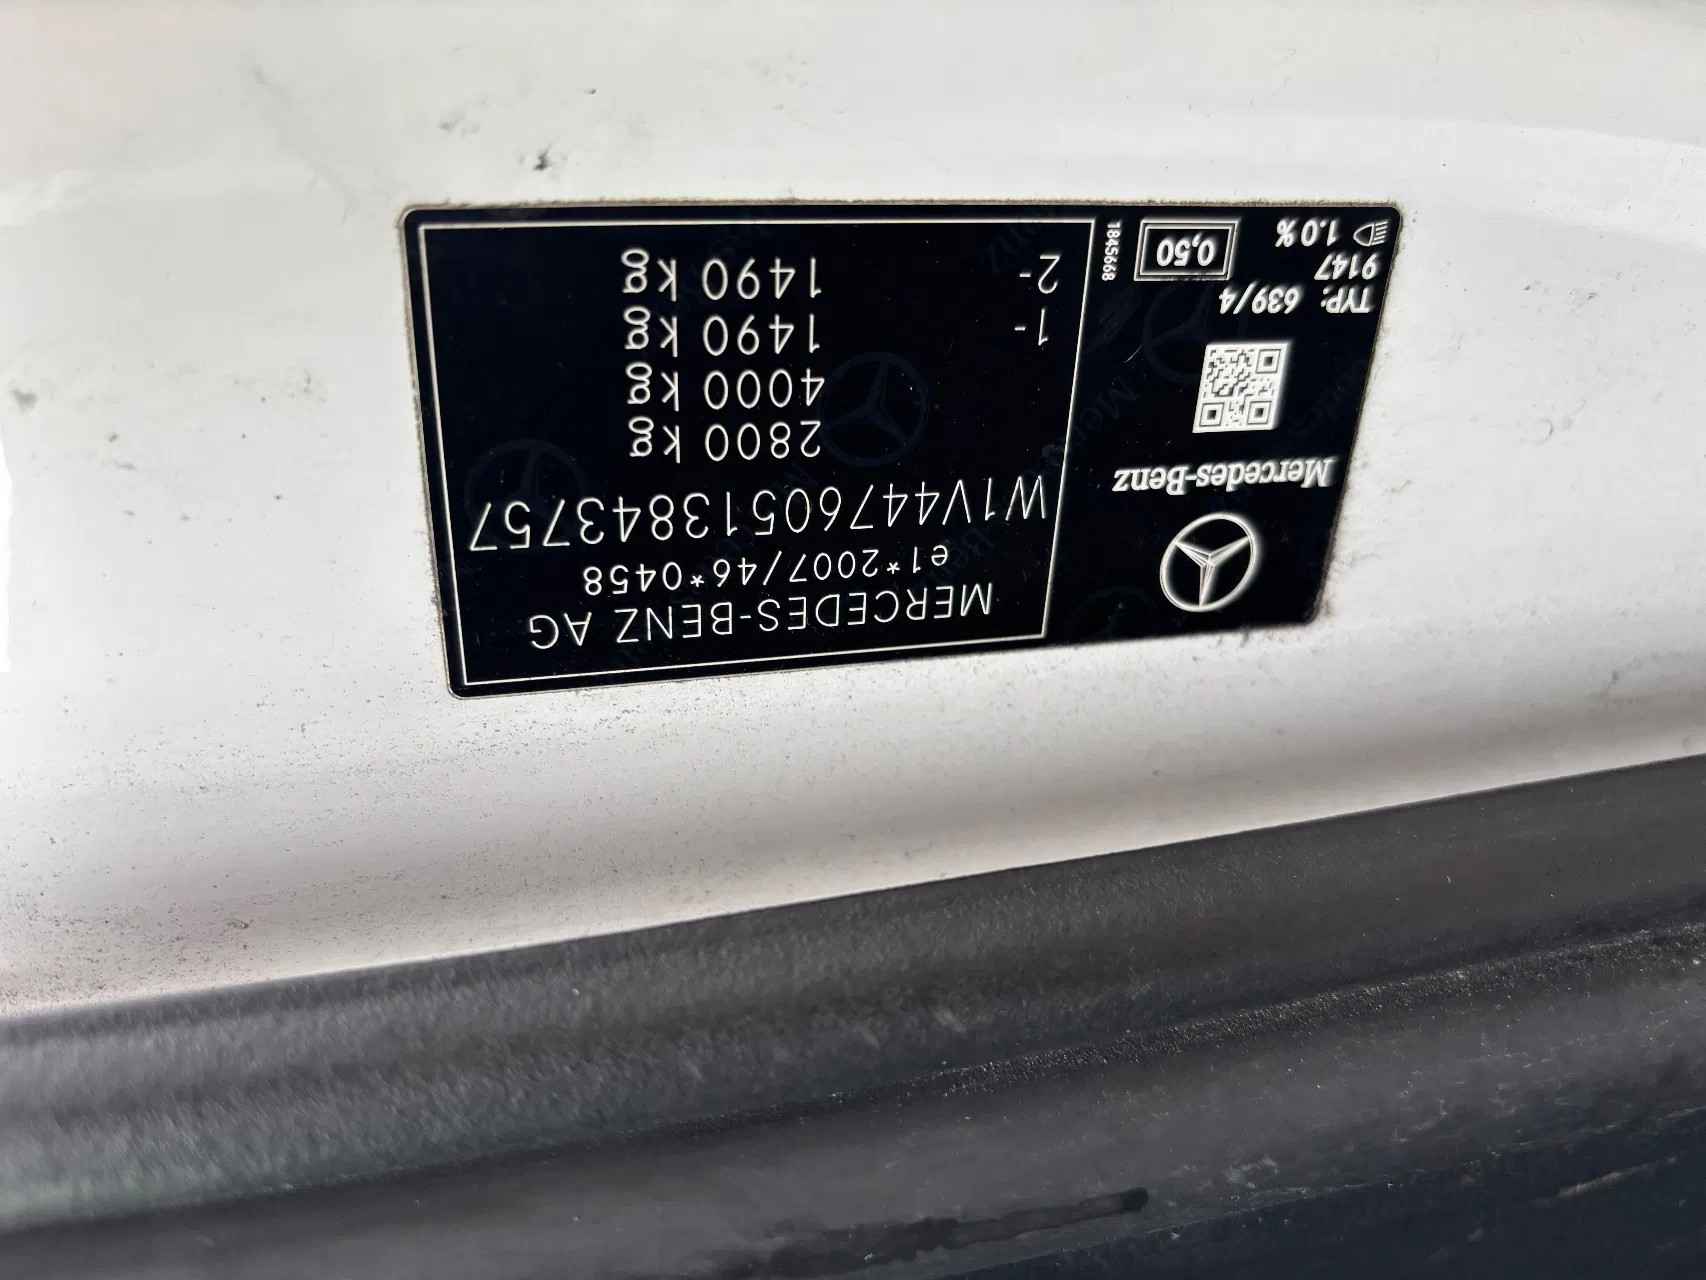 MERCEDES-BENZ AG
e1*2007/46*0458
W1V44760513843757
2800 kg
4000 kg
1- 1490 kg
2- 1490 kg
Mercedes-Benz
TYP: 639/4
9147
1.0%
0,50
1845668